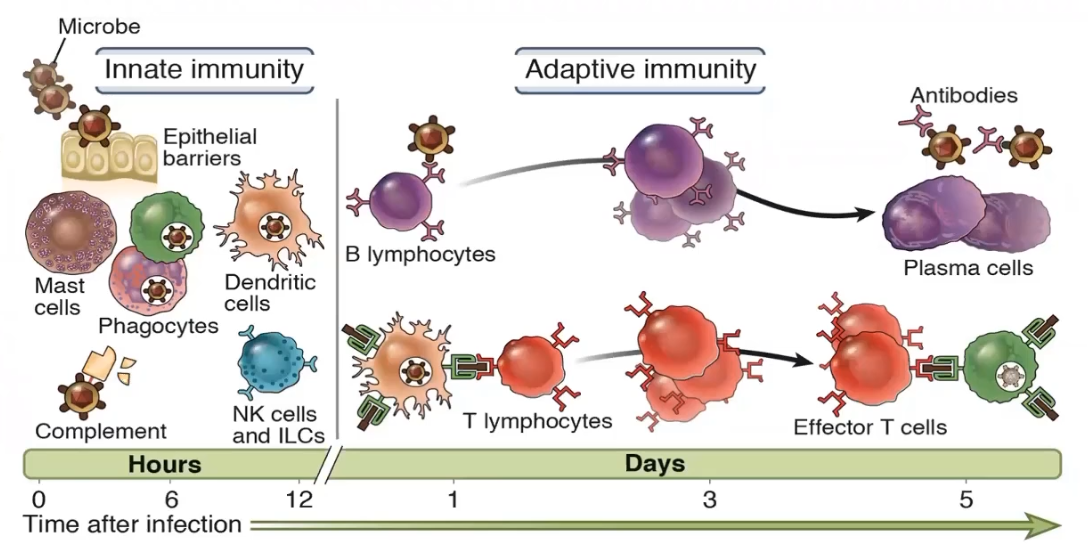 Microbe
Innate immunity
Adaptive immunity
Antibodies
Epithelial
barriers
B lymphocytes
Plasma cells
Mast
cells
Phagocytes
Dendritic
cells
Complement
NK cells
and ILCs
T lymphocytes
Effector T cells
Hours
Days
0
6
12
1
3
5
Time after infection